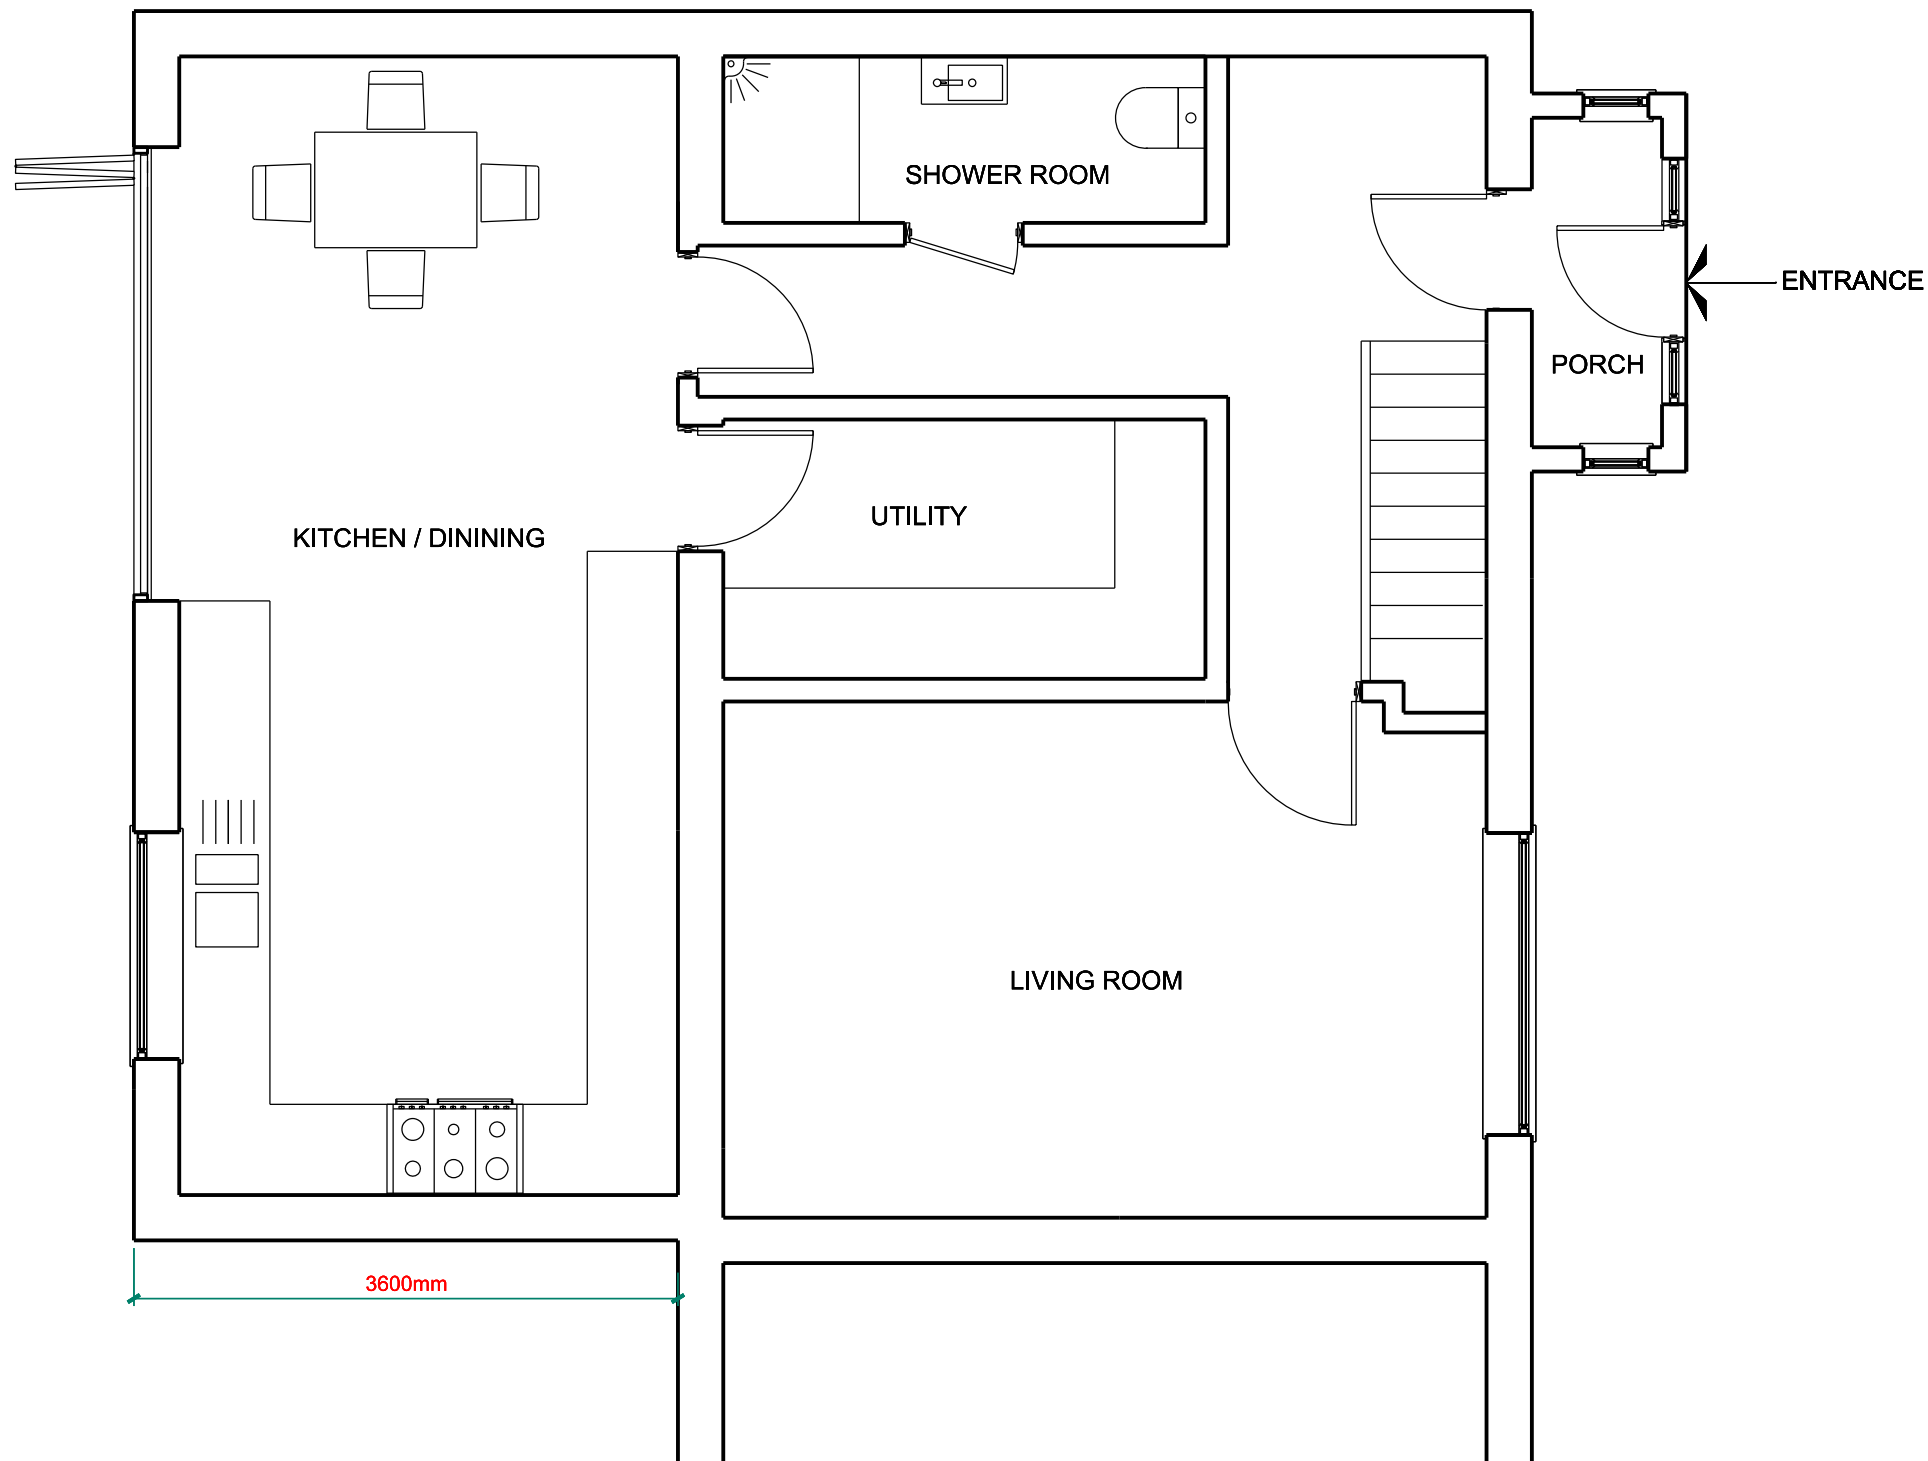 SHOWER ROOM
ENTRANCE
PORCH
UTILITY
KITCHEN / DININING
LIVING ROOM
3600mm